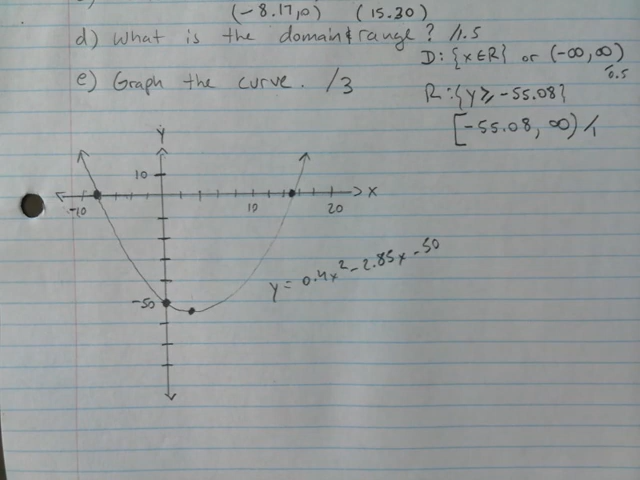 (-8.17,0) (15.30)
d) What is the domain & range? /1.5
D: {x∈R} or (-∞,∞)
/0.5
e) Graph the curve. /3
R: {y ≥ -55.08}
[-55.08, ∞) /1
Y
10
-10 10 20 X
y = 0.4x² - 2.85x - 50
-50